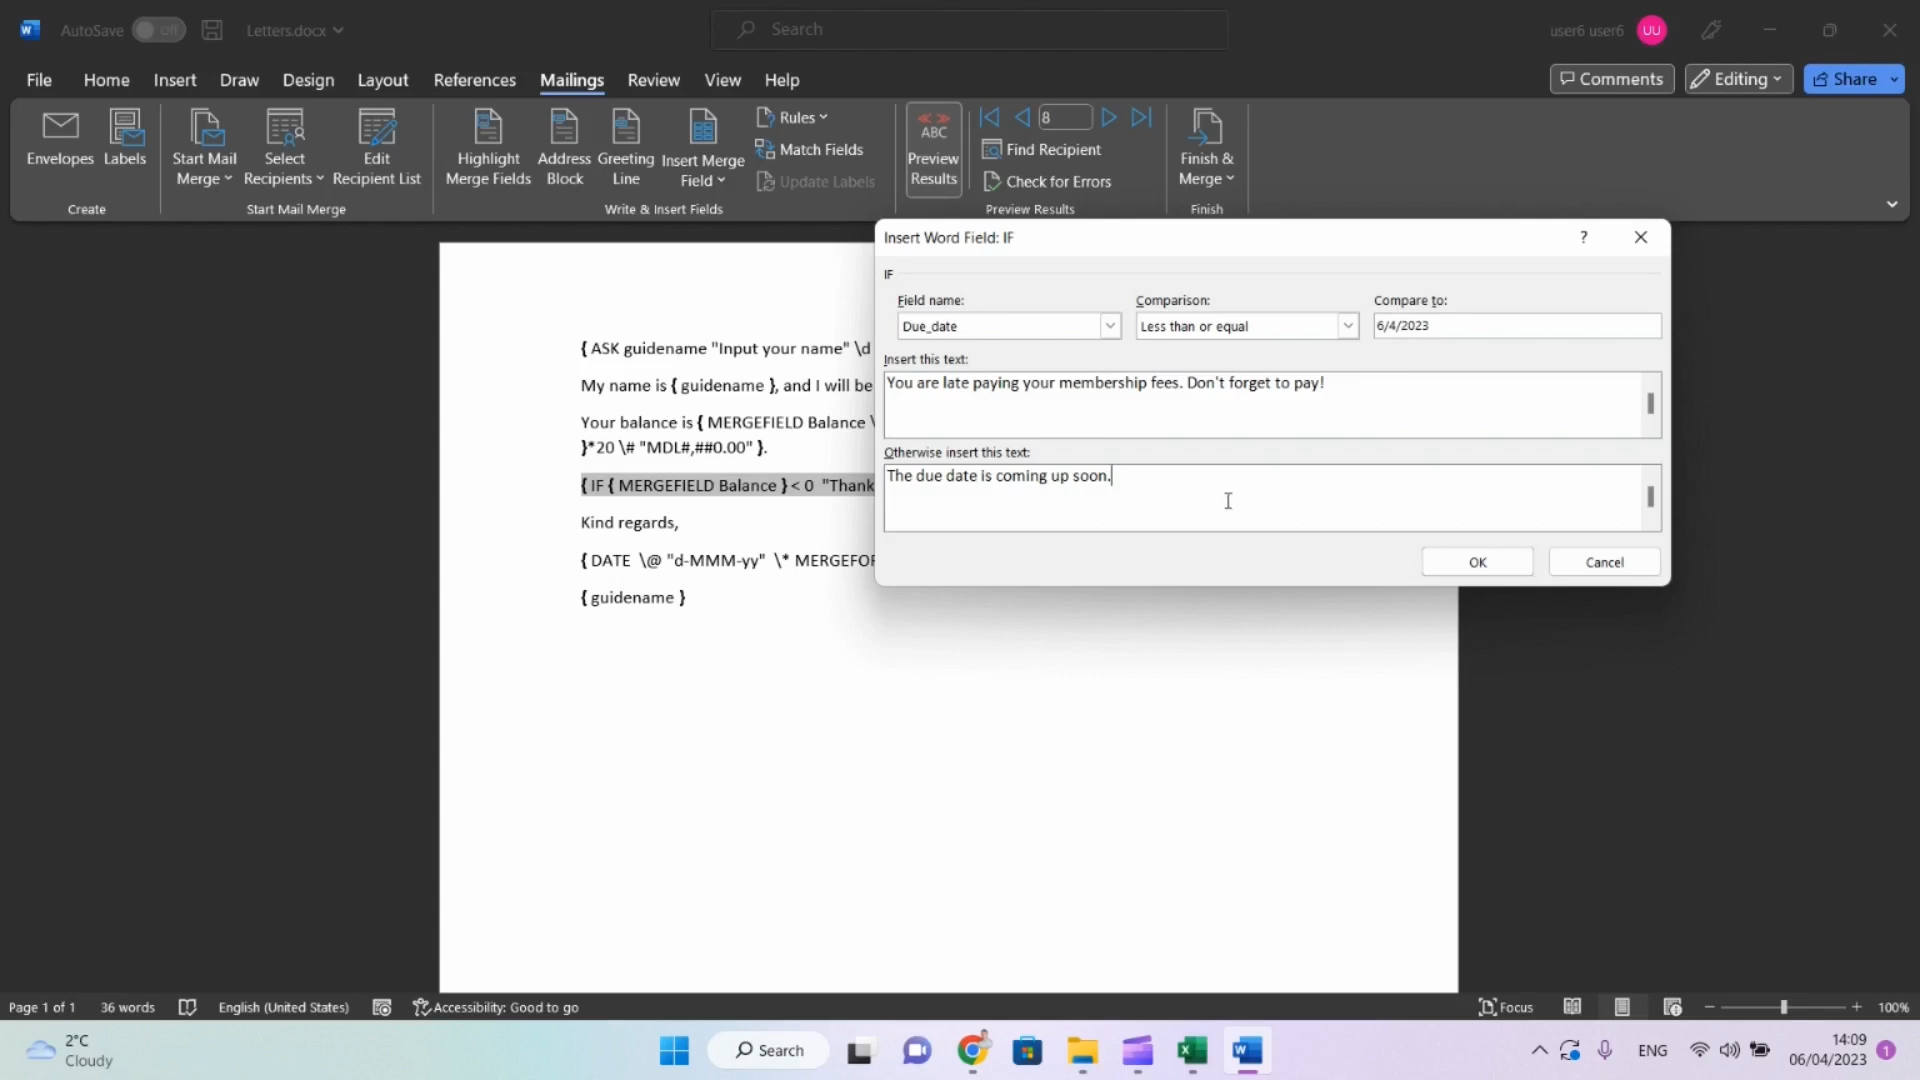 AutoSave Off Letters.docx Search user6 user6 UU
File Home Insert Draw Design Layout References Mailings Review View Help Comments Editing Share
Envelopes Labels Start Mail Merge Select Recipients Edit Recipient List Highlight Merge Fields Address Block Greeting Line Insert Merge Field Rules Match Fields Update Labels ABC Preview Results 8 Find Recipient Check for Errors Finish & Merge
Create Start Mail Merge Write & Insert Fields Preview Results Finish
Insert Word Field: IF ?
IF
Field name: Comparison: Compare to:
Due_date Less than or equal 6/4/2023
Insert this text:
You are late paying your membership fees. Don't forget to pay!
Otherwise insert this text:
The due date is coming up soon.
OK Cancel
{ ASK guidename "Input your name" \d
My name is { guidename }, and I will be
Your balance is { MERGEFIELD Balance \
}*20 \# "MDL#,##0.00" }.
{ IF { MERGEFIELD Balance } < 0 "Thank
Kind regards,
{ DATE \@ "d-MMM-yy" \* MERGEFOR
{ guidename }
Page 1 of 1 36 words English (United States) Accessibility: Good to go Focus 100%
2°C
Cloudy
Search ENG
14:09
06/04/2023 1